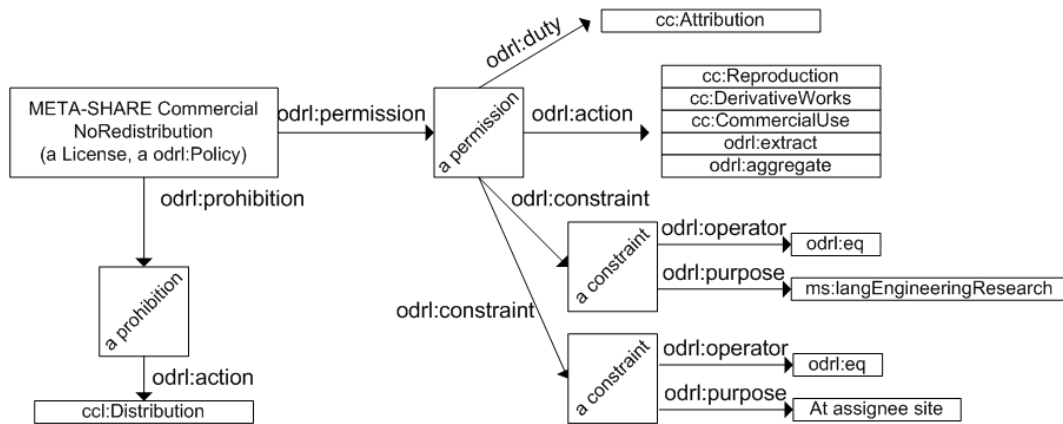 odrl:duty
cc:Attribution
META-SHARE Commercial
NoRedistribution
(a License, a odrl:Policy)
odrl:permission
a permission
odrl:action
cc:Reproduction
cc:DerivativeWorks
cc:CommercialUse
odrl:extract
odrl:aggregate
odrl:prohibition
odrl:constraint
a prohibition
odrl:constraint
a constraint
odrl:operator
odrl:eq
odrl:purpose
ms:langEngineeringResearch
a constraint
odrl:operator
odrl:eq
odrl:purpose
At assignee site
odrl:action
ccl:Distribution